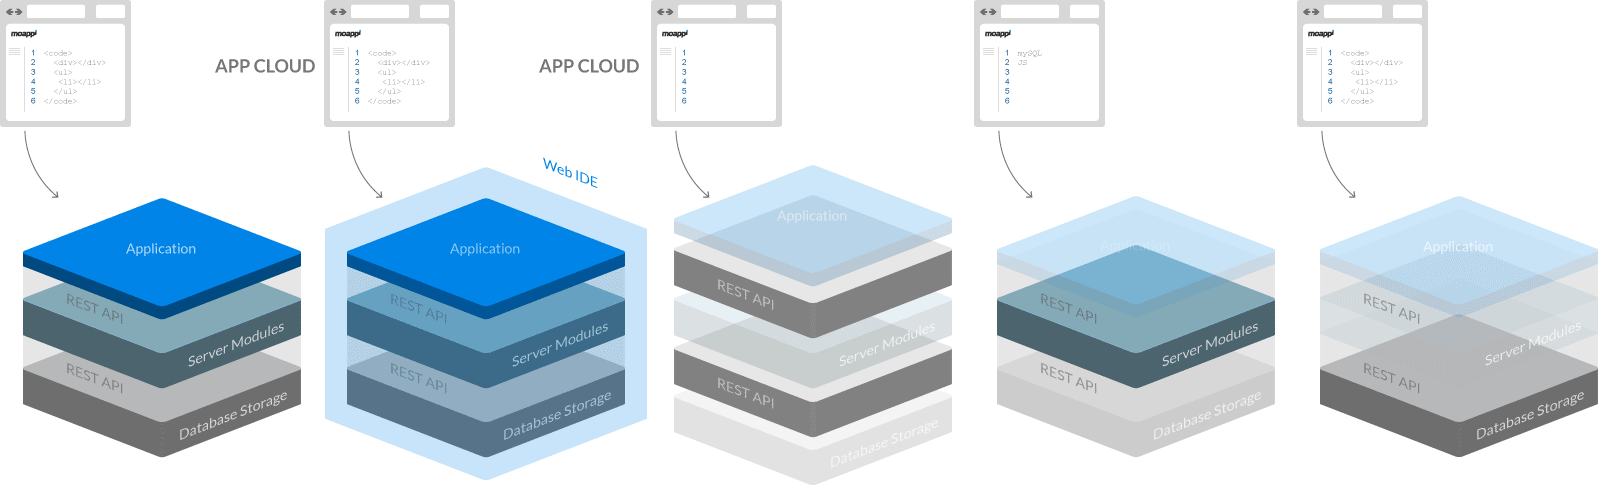 moappi
1 <code>
2 <div></div>
3 <ul>
4 <li></li>
5 </ul>
6 </code>
APP CLOUD
Application
REST API
Server Modules
REST API
Database Storage
moappi
1 <code>
2 <div></div>
3 <ul>
4 <li></li>
5 </ul>
6 </code>
APP CLOUD
Web IDE
Application
REST API
Server Modules
REST API
Database Storage
moappi
1
2
3
4
5
6
Application
REST API
Server Modules
REST API
Database Storage
moappi
1 mySQL
2 JS
3
4
5
6
Application
REST API
Server Modules
REST API
Database Storage
moappi
1 <code>
2 <div></div>
3 <ul>
4 <li></li>
5 </ul>
6 </code>
Application
REST API
Server Modules
REST API
Database Storage